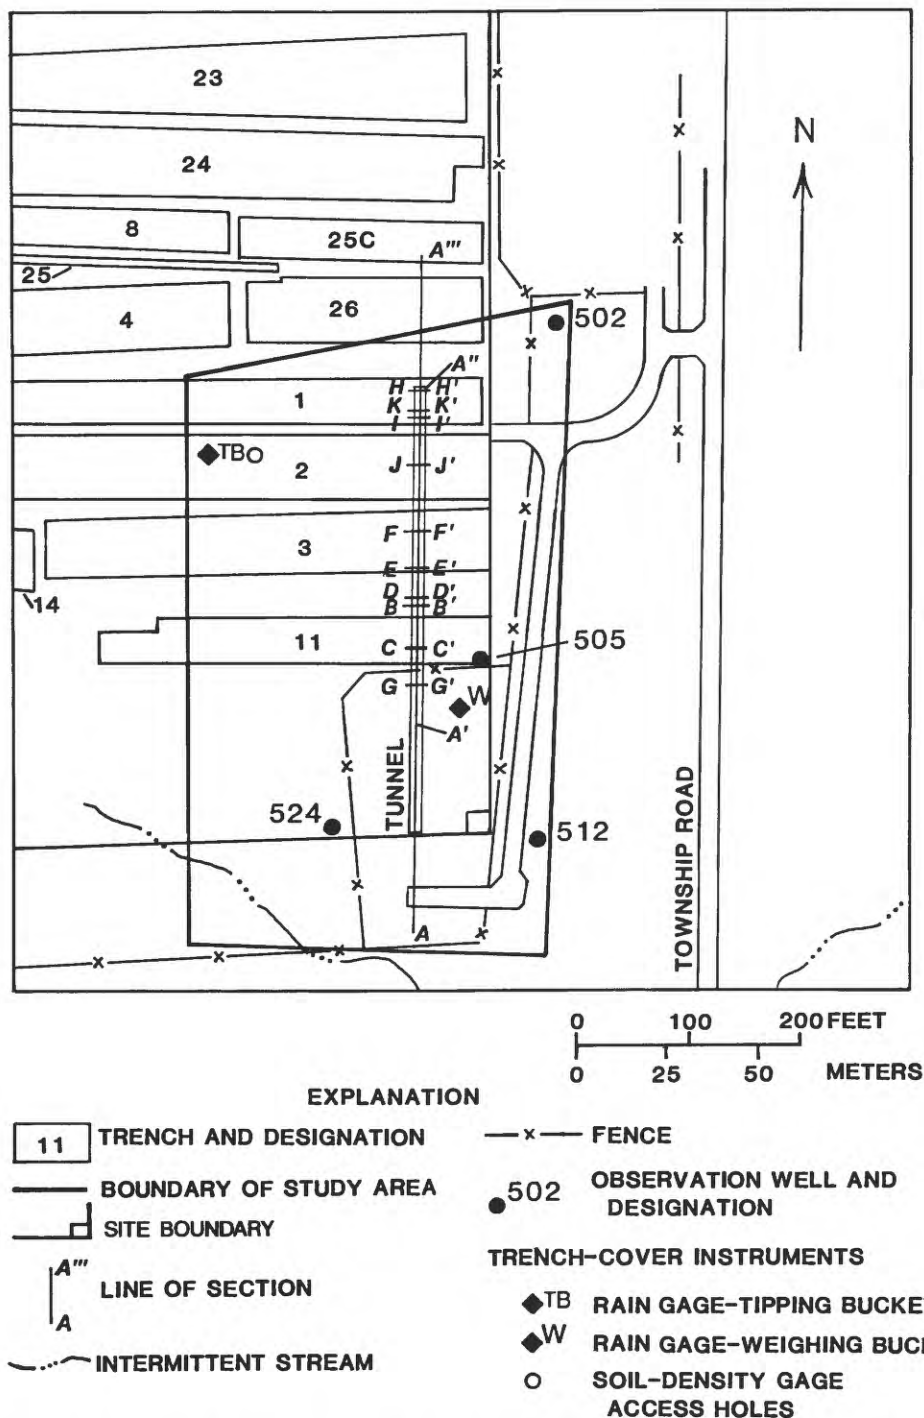 23
N
24
8
25C
A'''
25
4
26
502
A''
H H'
1
K K'
I I'
TB
2
J J'
F F'
3
E E'
14
D D'
B B'
11
C C'
505
G G'
W
A'
TUNNEL
524
512
TOWNSHIP ROAD
A
0 100 200 FEET
0 25 50 METERS
EXPLANATION
11 TRENCH AND DESIGNATION
BOUNDARY OF STUDY AREA
SITE BOUNDARY
A'''
LINE OF SECTION
A
INTERMITTENT STREAM
x FENCE
502 OBSERVATION WELL AND
DESIGNATION
TRENCH-COVER INSTRUMENTS
TB RAIN GAGE-TIPPING BUCKE
W RAIN GAGE-WEIGHING BUC
SOIL-DENSITY GAGE
ACCESS HOLES